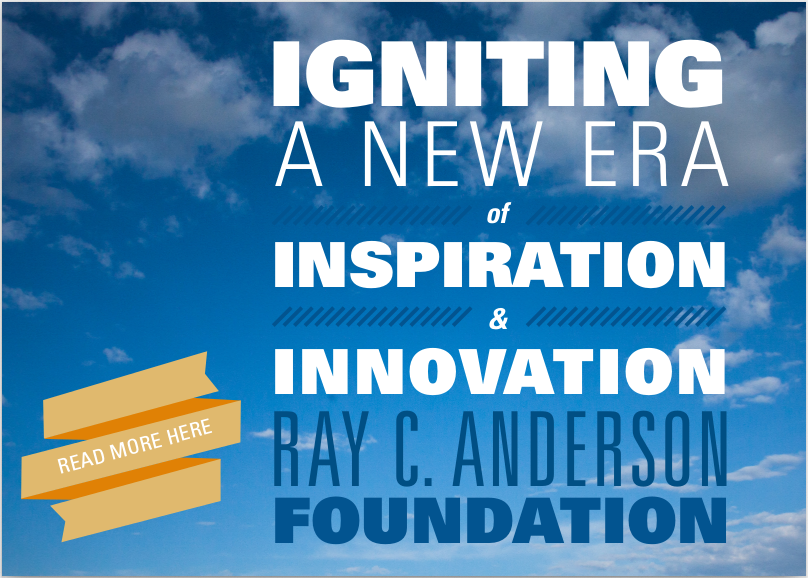 IGNITING
A NEW ERA
of
INSPIRATION
&
INNOVATION
RAY C. ANDERSON
FOUNDATION
READ MORE HERE